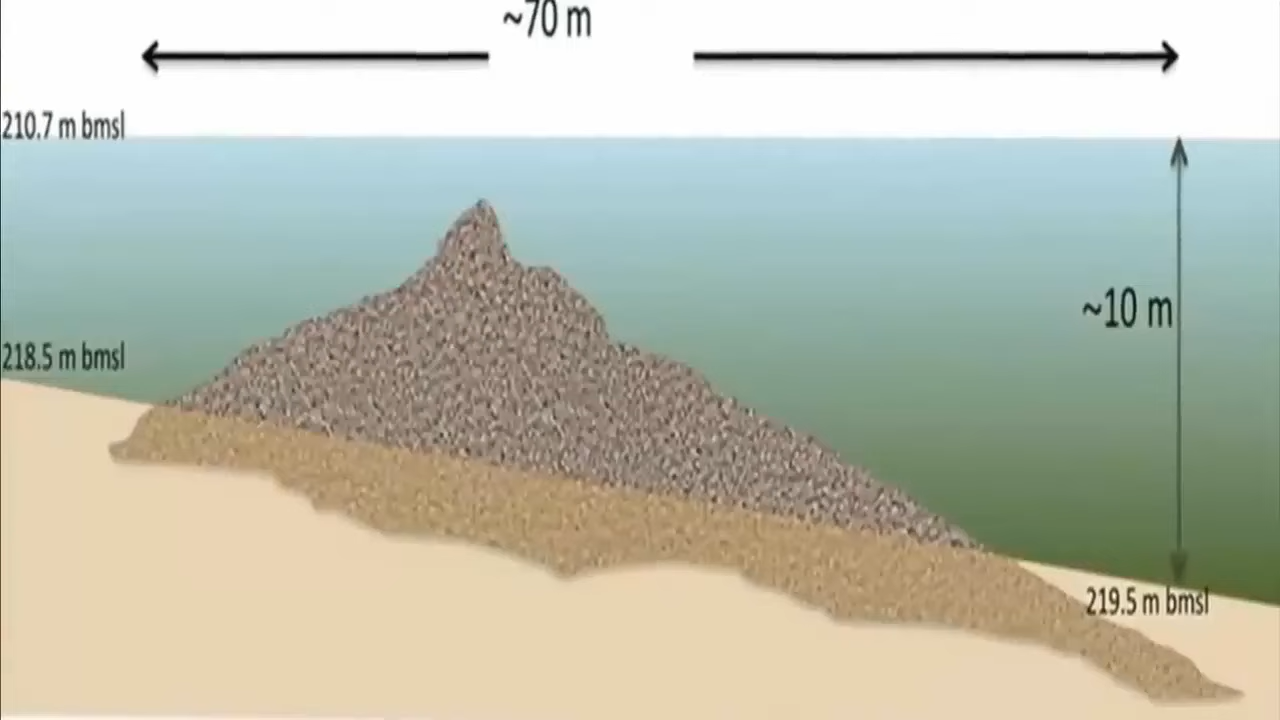 ~70 m
210.7 m bmsl
~10 m
218.5 m bmsl
219.5 m bmsl